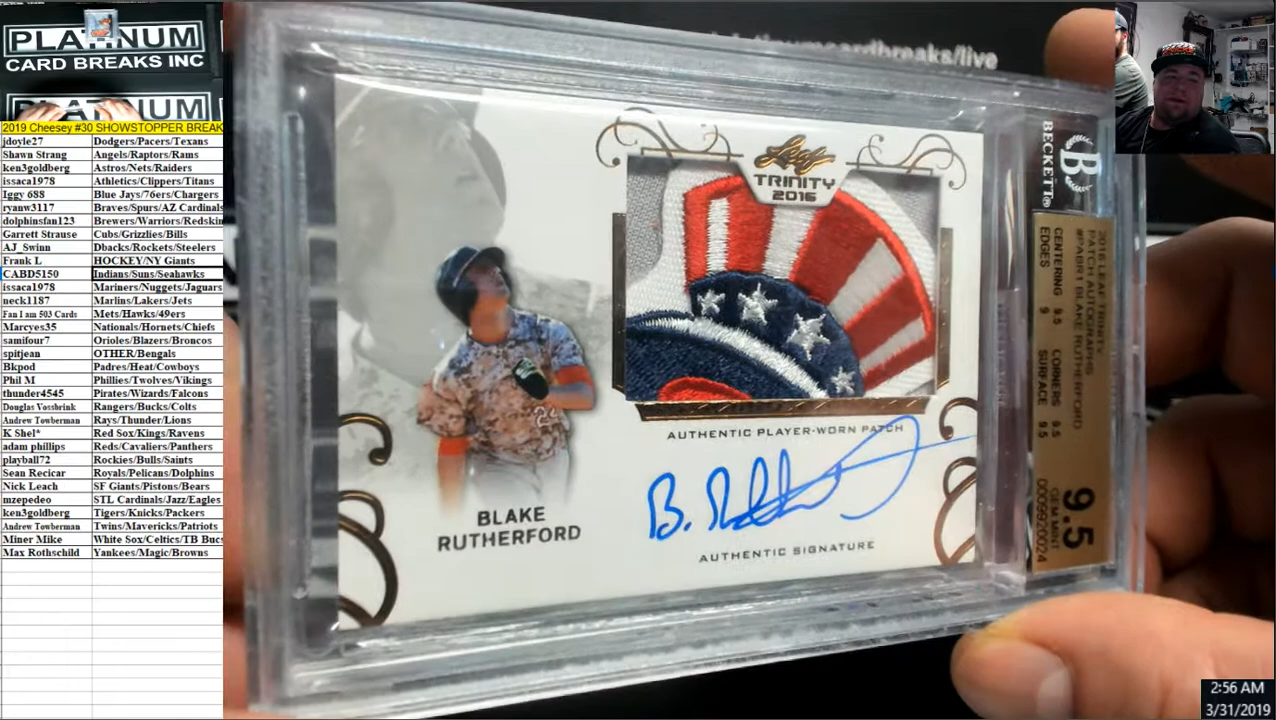 PLATINUM
CARD BREAKS INC
PLATINUM
2019 Cheesey #30 SHOWSTOPPER BREAK
jdoyle27 Dodgers/Pacers/Texans
Shawn Strang Angels/Raptors/Rams
ken3goldberg Astros/Nets/Raiders
issaca1978 Athletics/Clippers/Titans
Iggy 688 Blue Jays/76ers/Chargers
ryanw3117 Braves/Spurs/AZ Cardinals
dolphinsfan123 Brewers/Warriors/Redskin
Garrett Strause Cubs/Grizzlies/Bills
AJ_Swinn Dbacks/Rockets/Steelers
Frank L HOCKEY/NY Giants
CABD5150 Indians/Suns/Seahawks
issaca1978 Mariners/Nuggets/Jaguars
neck1187 Marlins/Lakers/Jets
Fan I am 503 Cards Mets/Hawks/49ers
Marcyes35 Nationals/Hornets/Chiefs
samifour7 Orioles/Blazers/Broncos
spitjean OTHER/Bengals
Bkpod Padres/Heat/Cowboys
Phil M Phillies/Twolves/Vikings
thunder4545 Pirates/Wizards/Falcons
Douglas Vossbrink Rangers/Bucks/Colts
Andrew Towberman Rays/Thunder/Lions
K Shel* Red Sox/Kings/Ravens
adam phillips Reds/Cavaliers/Panthers
playball72 Rockies/Bulls/Saints
Sean Recicar Royals/Pelicans/Dolphins
Nick Leach SF Giants/Pistons/Bears
mzepedeo STL Cardinals/Jazz/Eagles
ken3goldberg Tigers/Knicks/Packers
Andrew Towberman Twins/Mavericks/Patriots
Miner Mike White Sox/Celtics/TB Bucs
Max Rothschild Yankees/Magic/Browns
cardbreaks/live
Leaf
TRINITY
2016
24
AUTHENTIC PLAYER-WORN PATCH
B. Rutherford
BLAKE
RUTHERFORD
AUTHENTIC SIGNATURE
B
BECKETT®
2016 LEAF TRINITY
PATCH AUTOGRAPHS
#PABR1 BLAKE RUTHERFORD
CENTERING 9.5 CORNERS 9.5
EDGES 9 SURFACE 9.5
9.5
GEM MINT
0009920024
2:56 AM
3/31/2019